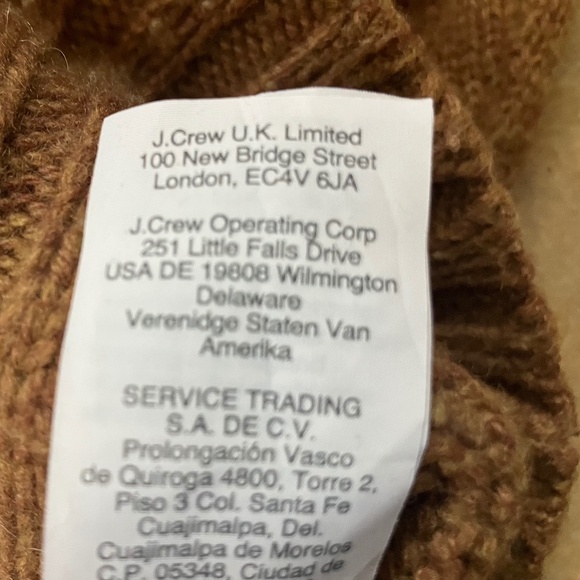 J.Crew U.K. Limited
100 New Bridge Street
London, EC4V 6JA
J.Crew Operating Corp
251 Little Falls Drive
USA DE 19808 Wilmington
Delaware
Verenidge Staten Van
Amerika
SERVICE TRADING
S.A. DE C.V.
Prolongación Vasco
de Quiroga 4800, Torre 2,
Piso 3 Col. Santa Fe
Cuajimalpa, Del.
Cuajimalpa de Morelos
C.P. 05348, Ciudad de